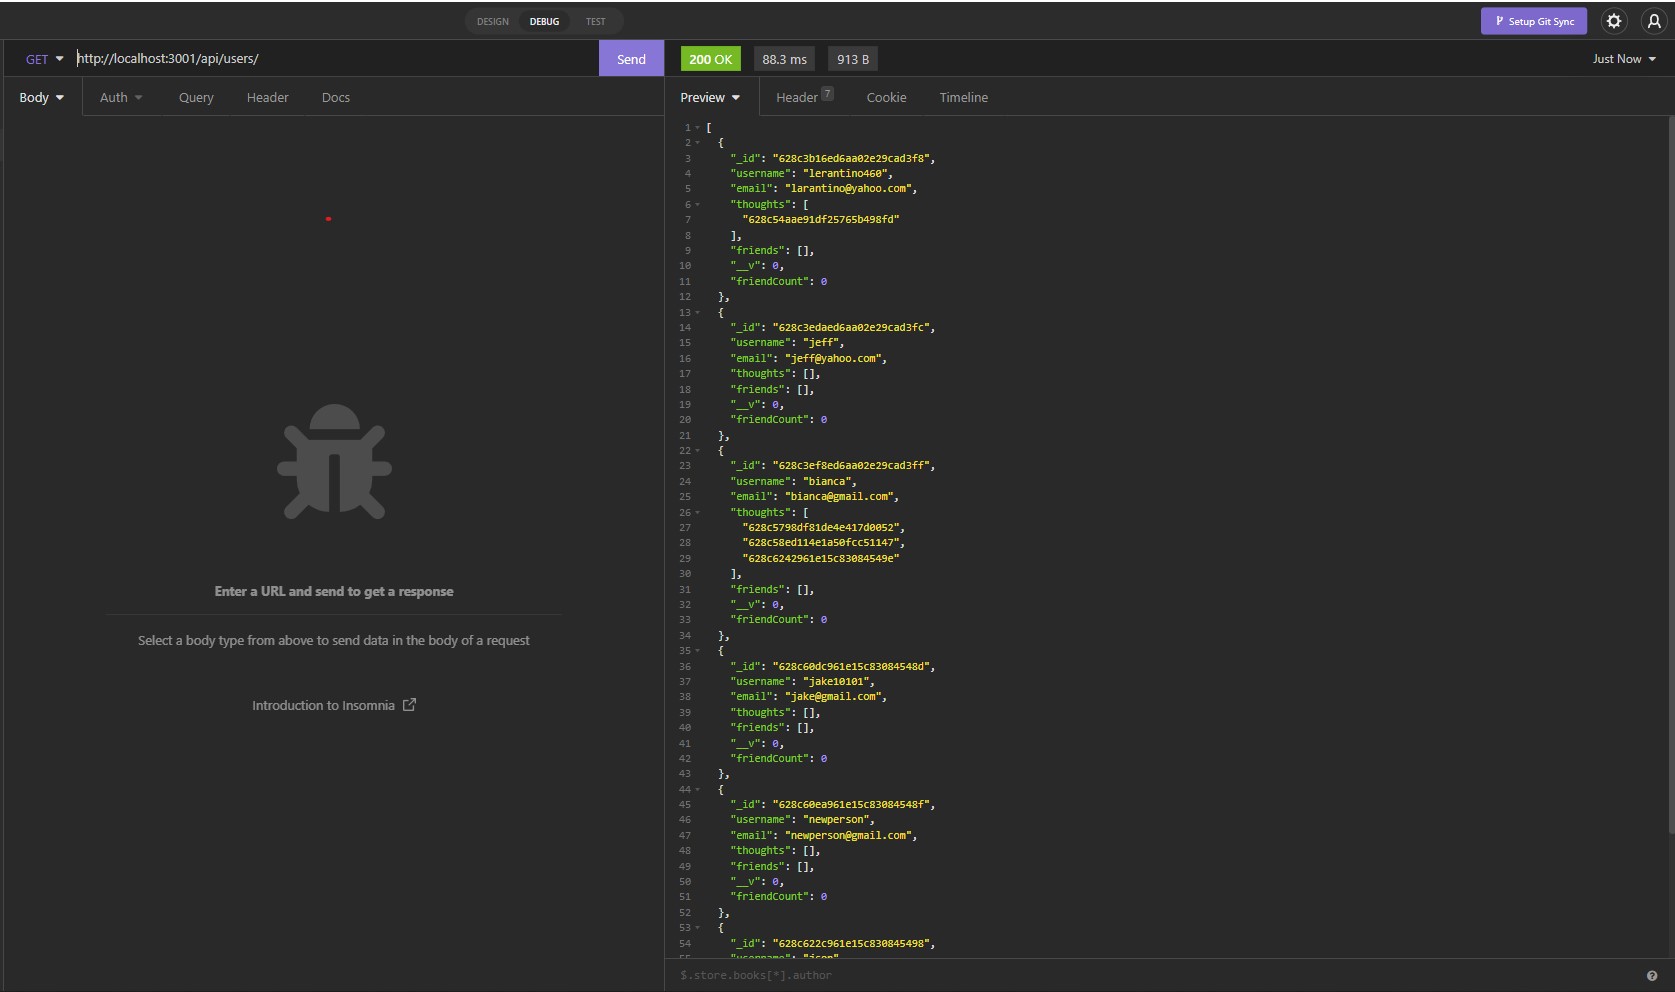 DESIGN DEBUG TEST
Setup Git Sync
GET http://localhost:3001/api/users/ Send
200 OK 88.3 ms 913 B Just Now
Body Auth Query Header Docs
Preview Header 7 Cookie Timeline
Enter a URL and send to get a response
Select a body type from above to send data in the body of a request
Introduction to Insomnia
1 [
2 {
3 "_id": "628c3b16ed6aa02e29cad3f8",
4 "username": "lerantino460",
5 "email": "larantino@yahoo.com",
6 "thoughts": [
7 "628c54aae91df25765b498fd"
8 ],
9 "friends": [],
10 "__v": 0,
11 "friendCount": 0
12 },
13 {
14 "_id": "628c3edaed6aa02e29cad3fc",
15 "username": "jeff",
16 "email": "jeff@yahoo.com",
17 "thoughts": [],
18 "friends": [],
19 "__v": 0,
20 "friendCount": 0
21 },
22 {
23 "_id": "628c3ef8ed6aa02e29cad3ff",
24 "username": "bianca",
25 "email": "bianca@gmail.com",
26 "thoughts": [
27 "628c5798df81de4e417d0052",
28 "628c58ed114e1a50fcc51147",
29 "628c6242961e15c83084549e"
30 ],
31 "friends": [],
32 "__v": 0,
33 "friendCount": 0
34 },
35 {
36 "_id": "628c60dc961e15c83084548d",
37 "username": "jake10101",
38 "email": "jake@gmail.com",
39 "thoughts": [],
40 "friends": [],
41 "__v": 0,
42 "friendCount": 0
43 },
44 {
45 "_id": "628c60ea961e15c83084548f",
46 "username": "newperson",
47 "email": "newperson@gmail.com",
48 "thoughts": [],
49 "friends": [],
50 "__v": 0,
51 "friendCount": 0
52 },
53 {
54 "_id": "628c622c961e15c830845498",
55 "username": "json",
$.store.books[*].author